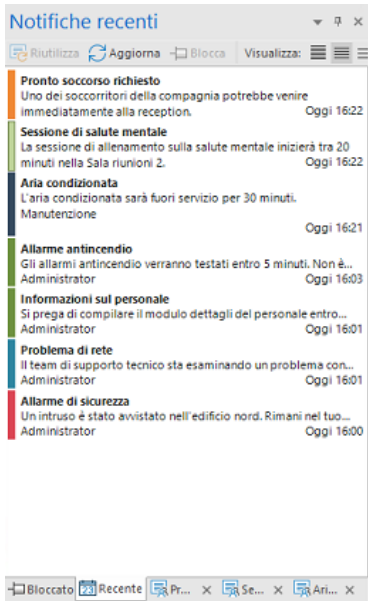 Notifiche recenti
Riutilizza Aggiorna Blocca Visualizza:
Pronto soccorso richiesto
Uno dei soccorritori della compagnia potrebbe venire
immediatamente alla reception. Oggi 16:22
Sessione di salute mentale
La sessione di allenamento sulla salute mentale inizierà tra 20
minuti nella Sala riunioni 2. Oggi 16:22
Aria condizionata
L'aria condizionata sarà fuori servizio per 30 minuti.
Manutenzione
Oggi 16:21
Allarme antincendio
Gli allarmi antincendio verranno testati entro 5 minuti. Non è...
Administrator Oggi 16:03
Informazioni sul personale
Si prega di compilare il modulo dettagli del personale entro...
Administrator Oggi 16:01
Problema di rete
Il team di supporto tecnico sta esaminando un problema con...
Administrator Oggi 16:01
Allarme di sicurezza
Un intruso è stato avvistato nell'edificio nord. Rimani nel tuo...
Administrator Oggi 16:00
Bloccato 23 Recente Pr... Se... Ari...